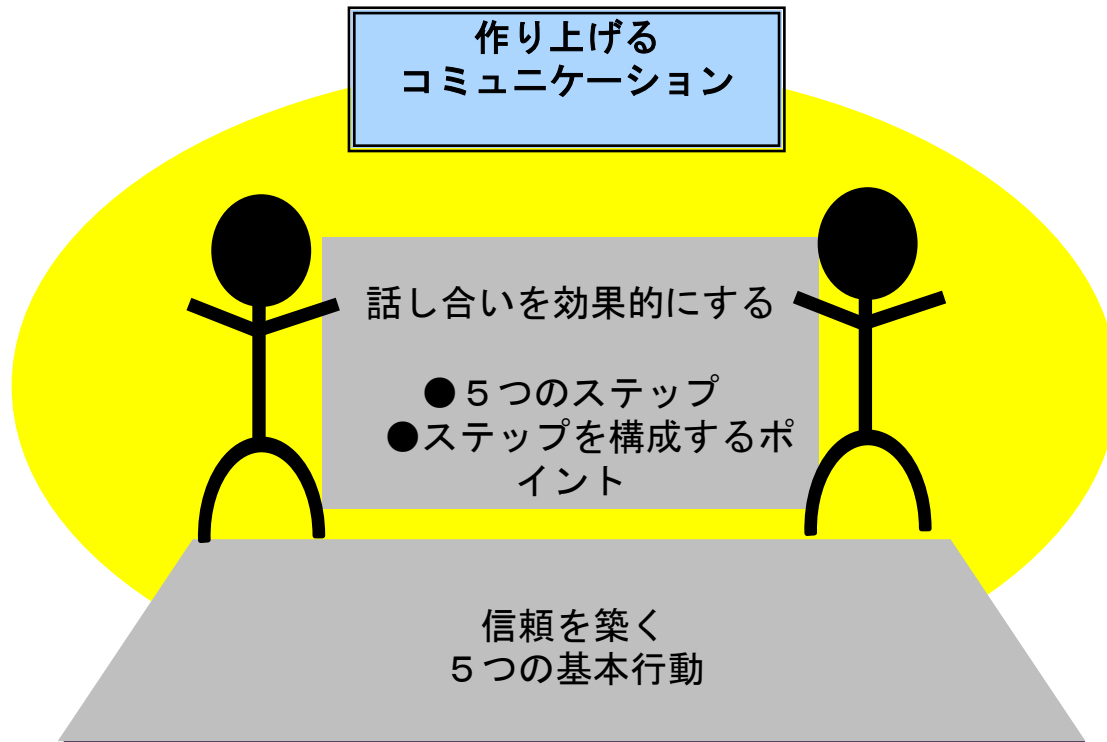 作り上げる
コミュニケーション
話し合いを効果的にする
●５つのステップ
●ステップを構成するポ
イント
信頼を築く
５つの基本行動